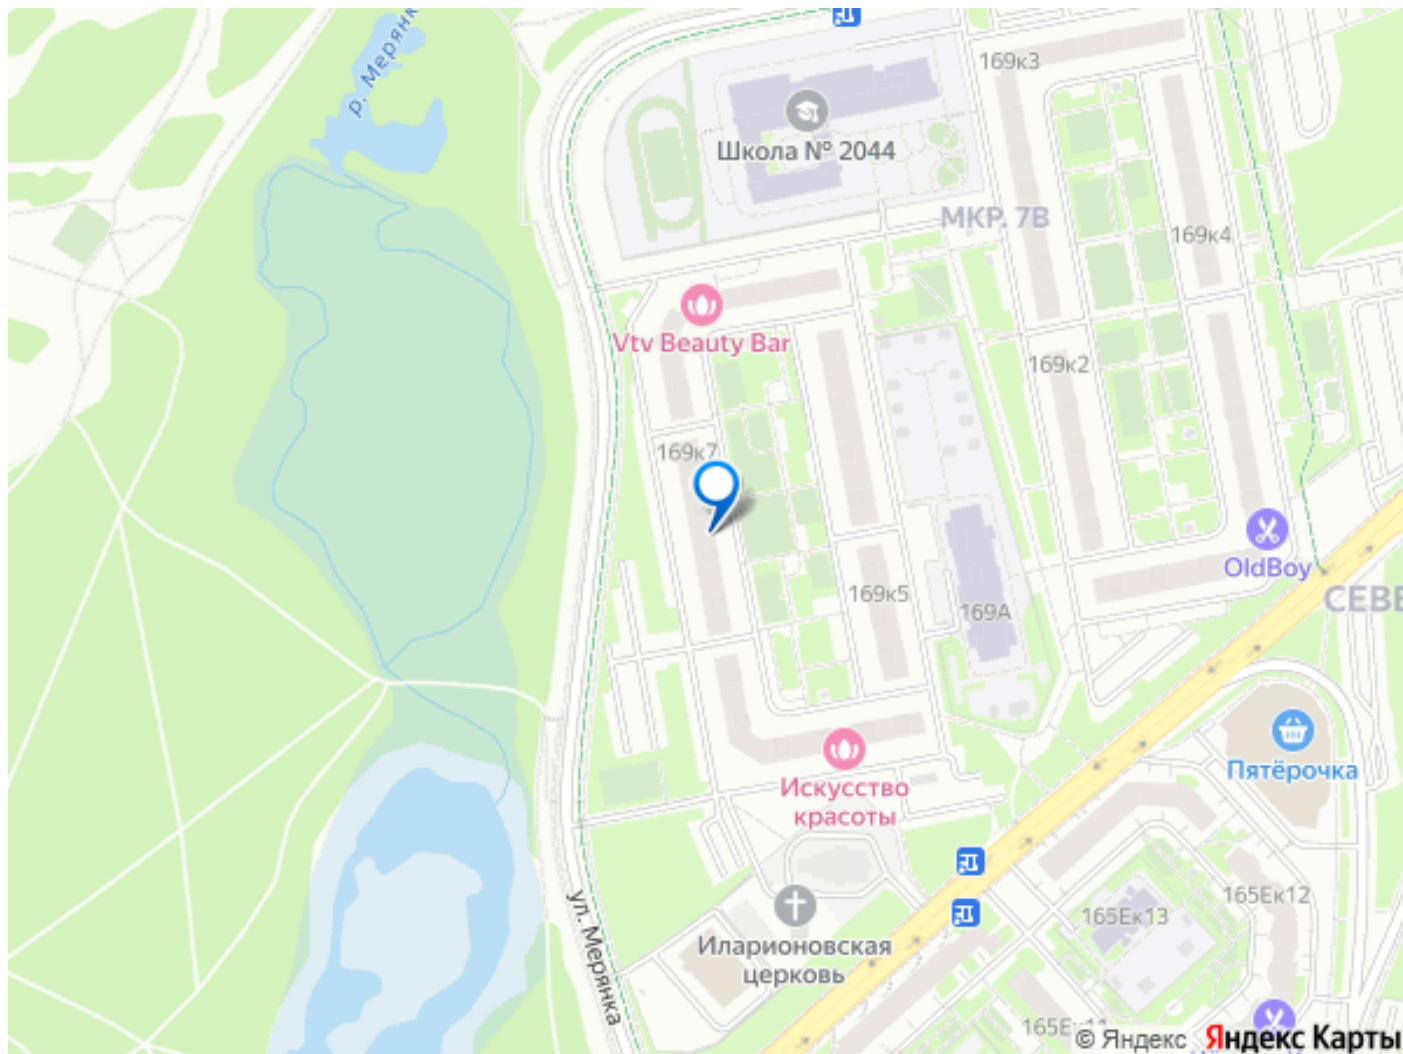 р. Мерянк
169к3
Школа № 2044
МКР. 7В
169к4
Vtv Beauty Bar
169к2
169к7
OldBoy
169к5
169А
СЕВЕ
Пятёрочка
Искусство
красоты
165Ек12
165Ек13
ул. Мерянка
Иларионовская
церковь
© Яндекс Яндекс Карты